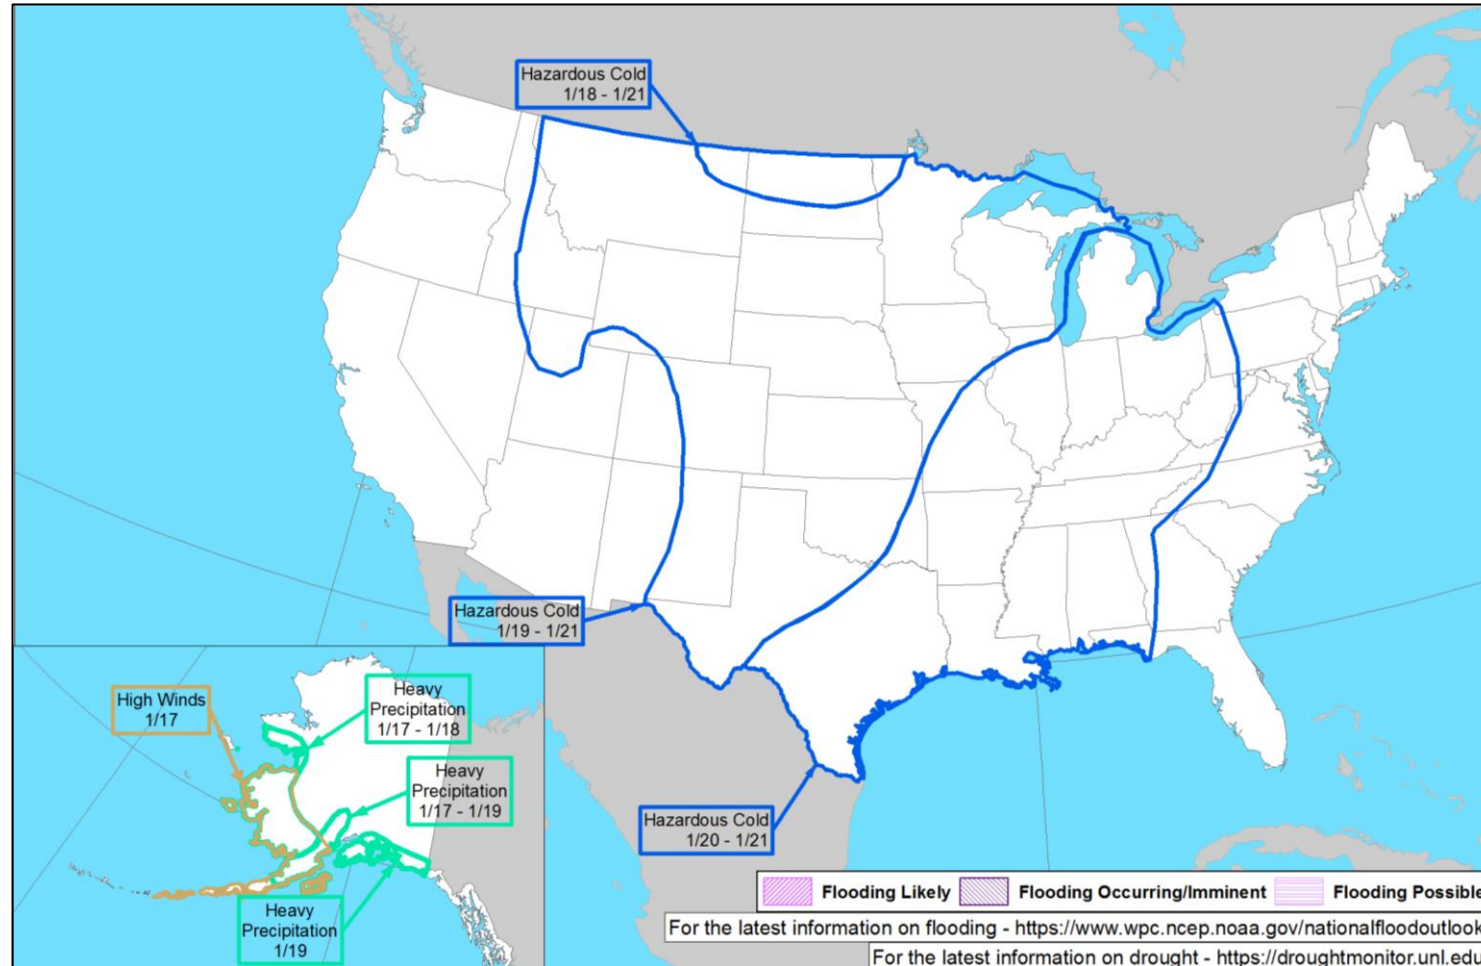 Hazardous Cold
1/18 - 1/21
Hazardous Cold
1/19 - 1/21
High Winds
1/17
Heavy
Precipitation
1/17 - 1/18
Heavy
Precipitation
1/17 - 1/19
Hazardous Cold
1/20 - 1/21
Heavy
Precipitation
1/19
Flooding Likely
Flooding Occurring/Imminent
Flooding Possible
For the latest information on flooding - https://www.wpc.ncep.noaa.gov/nationalfloodoutlook
For the latest information on drought - https://droughtmonitor.unl.edu